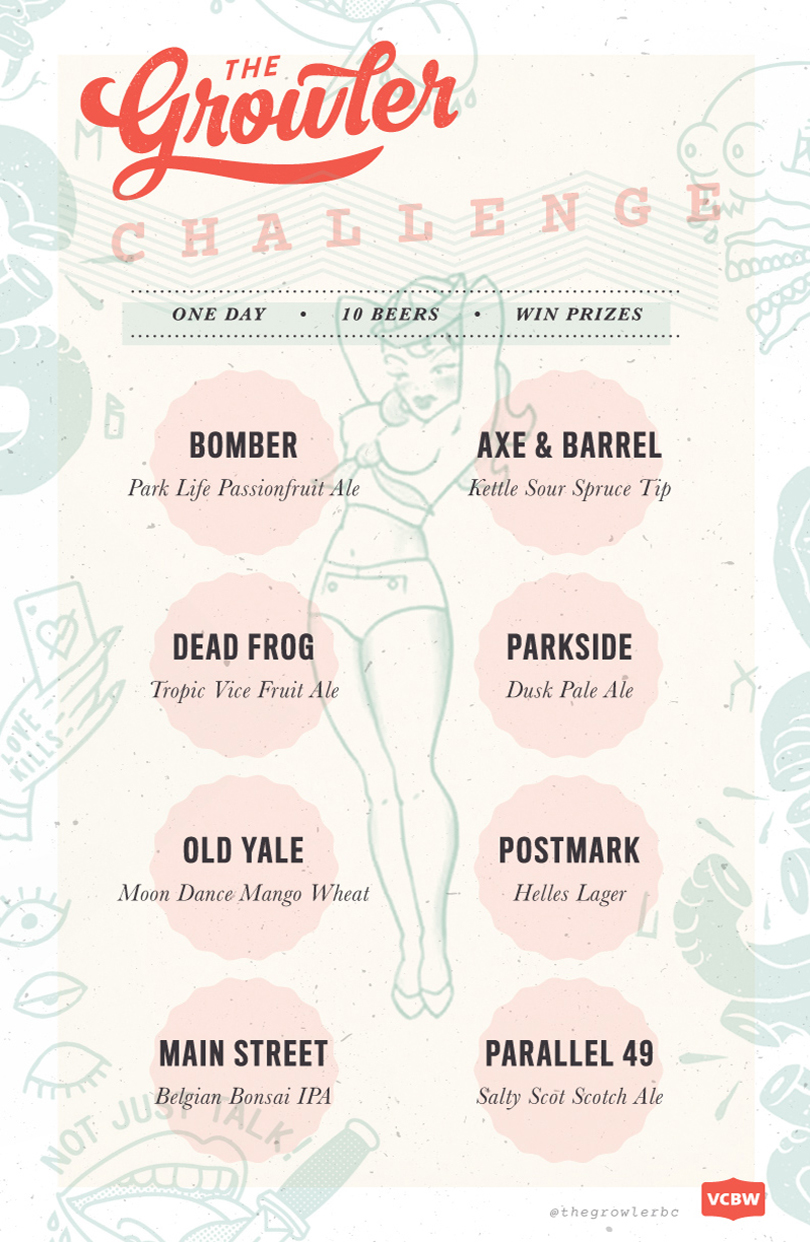 THE
Growler
CHALLENGE
ONE DAY • 10 BEERS • WIN PRIZES
BOMBER
Park Life Passionfruit Ale
AXE & BARREL
Kettle Sour Spruce Tip
DEAD FROG
Tropic Vice Fruit Ale
PARKSIDE
Dusk Pale Ale
LOVE
KILLS
OLD YALE
Moon Dance Mango Wheat
POSTMARK
Helles Lager
MAIN STREET
Belgian Bonsai IPA
PARALLEL 49
Salty Scot Scotch Ale
NOT JUST TALK!
@thegrowlerbc
VCBW